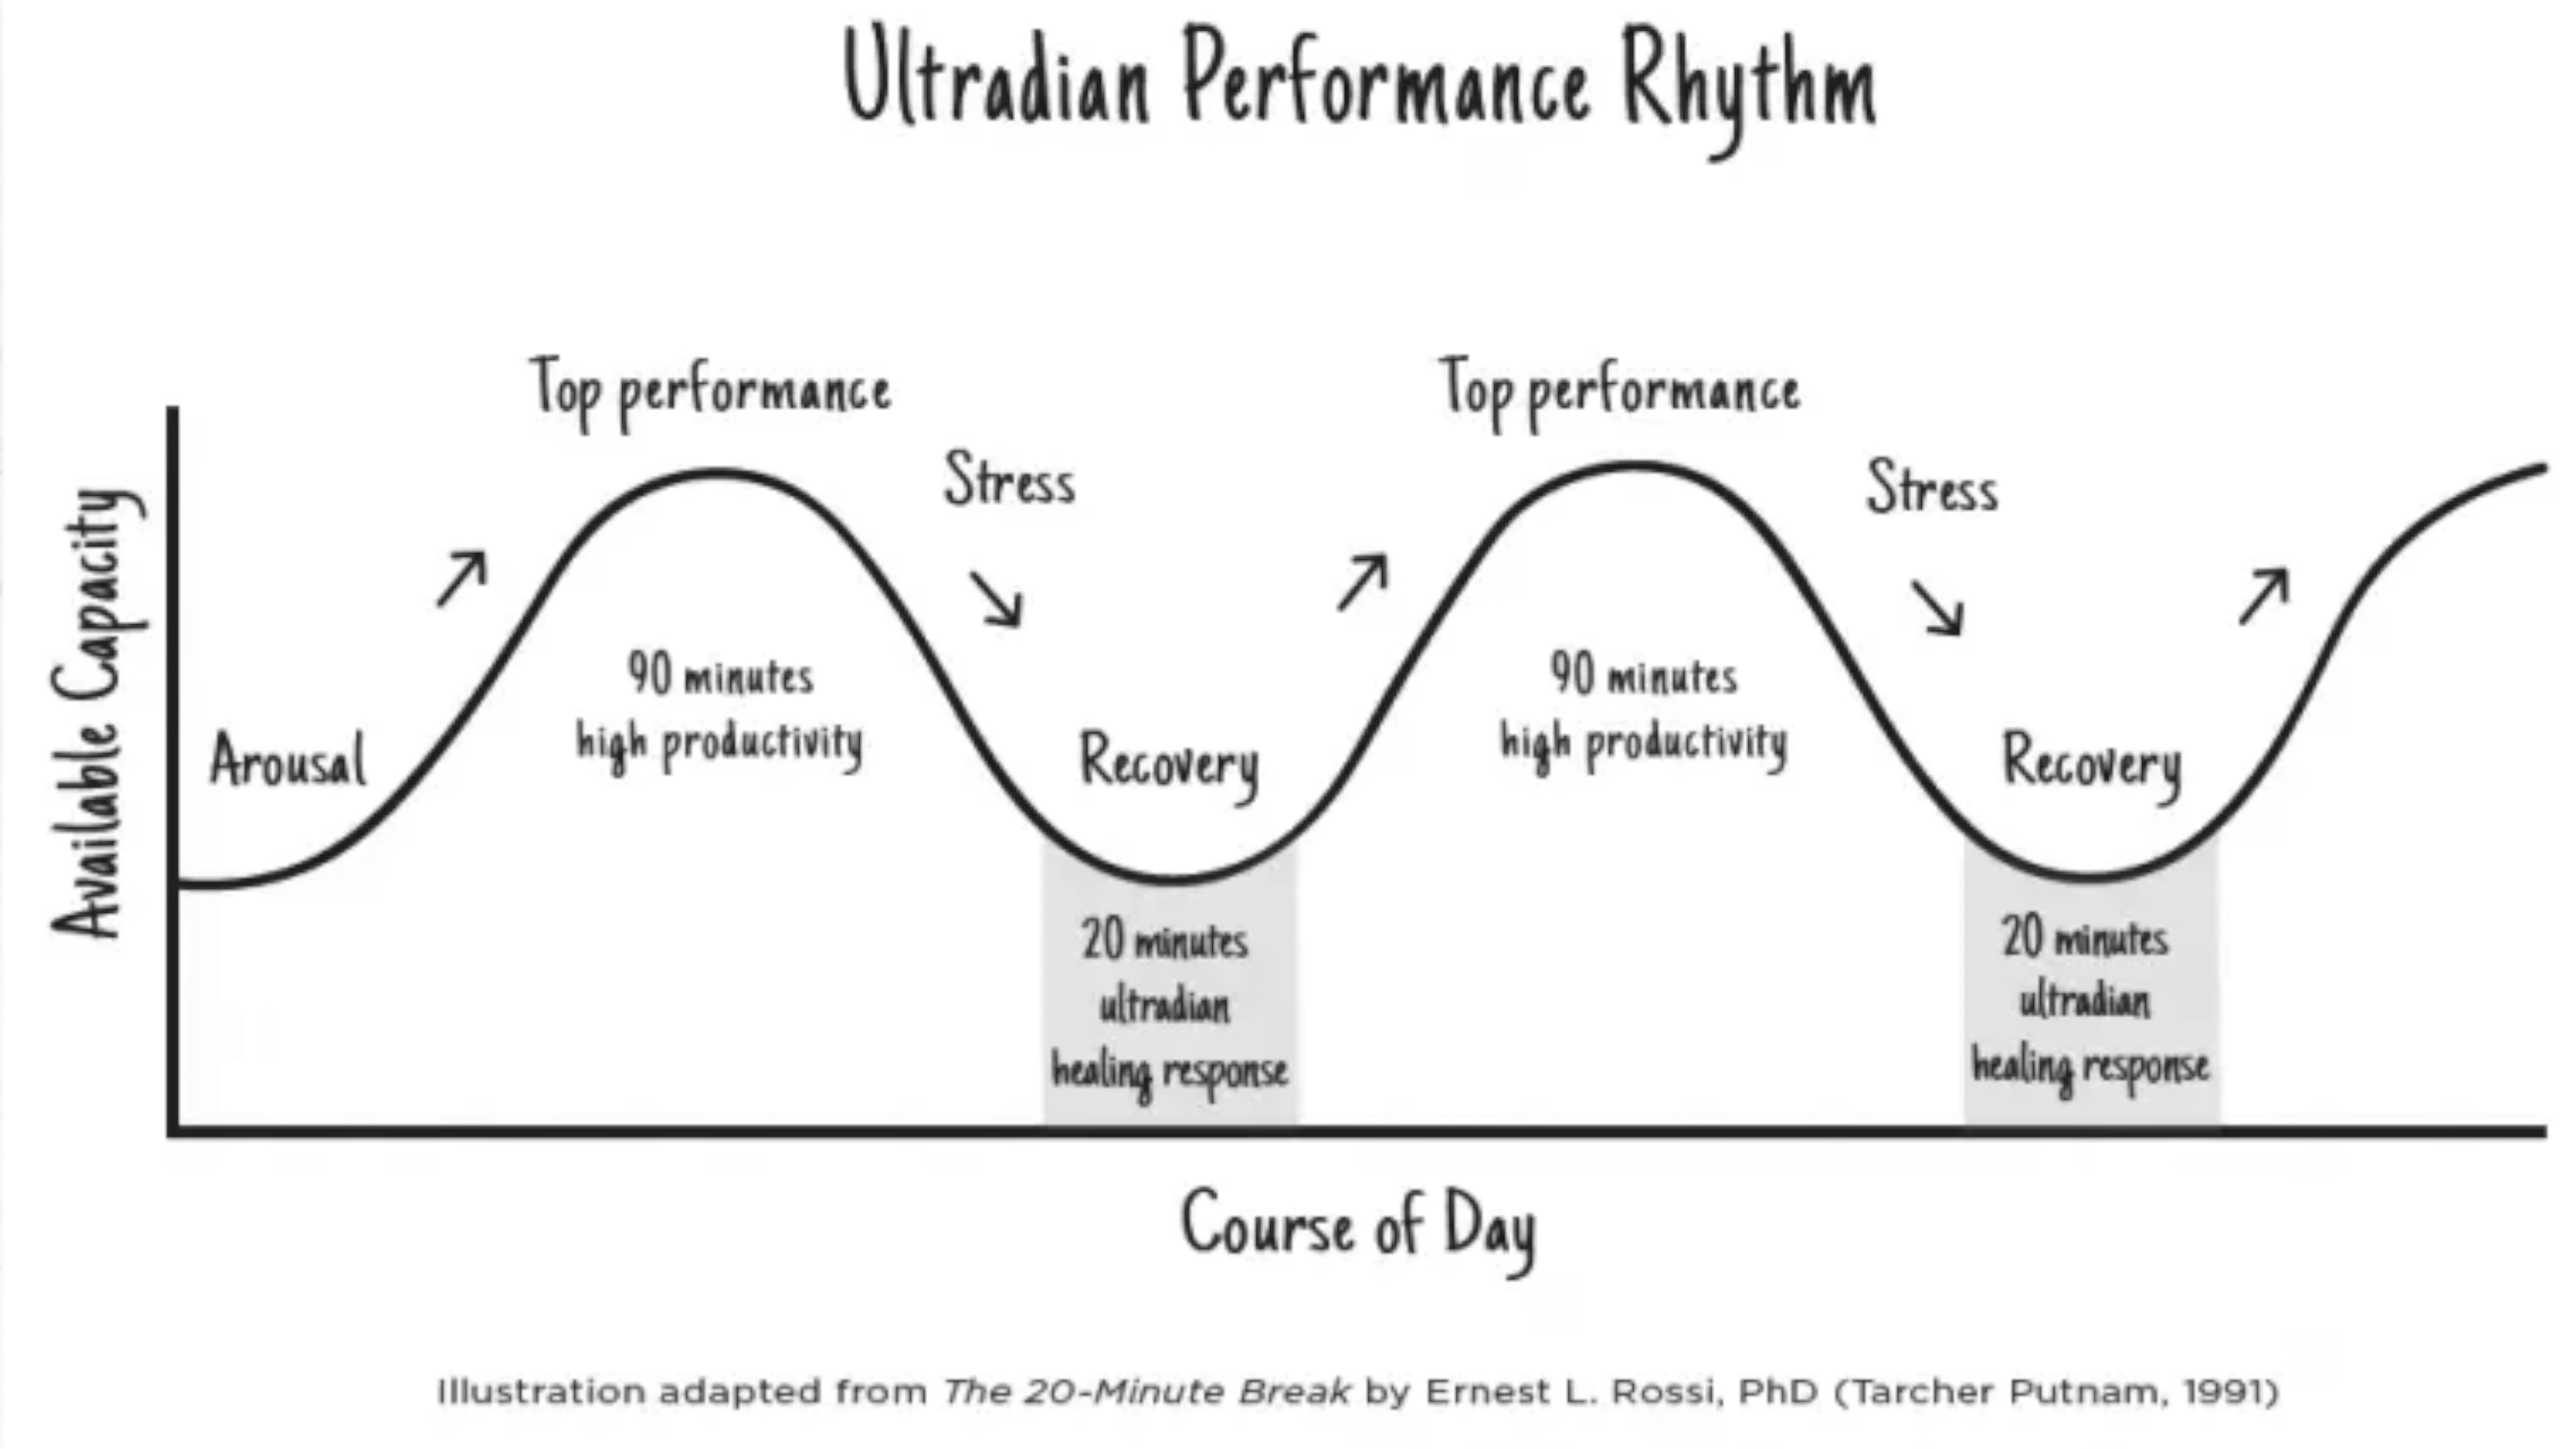 Ultradian Performance Rhythm
Top performance
Top performance
Stress
Stress
Available Capacity
90 minutes
high productivity
90 minutes
high productivity
Arousal
Recovery
Recovery
20 minutes
ultradian
healing response
20 minutes
ultradian
healing response
Course of Day
Illustration adapted from The 20-Minute Break by Ernest L. Rossi, PhD (Tarcher Putnam, 1991)